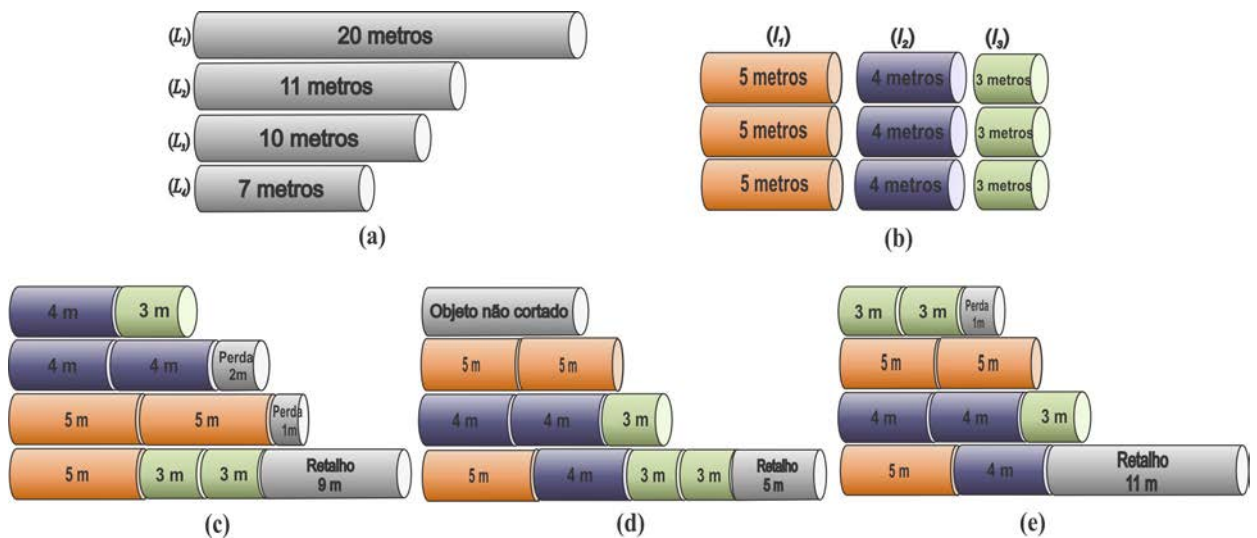 (L₁) 20 metros
(L₂) 11 metros
(L₃) 10 metros
(L₄) 7 metros
(a)
(l₁) (l₂) (l₃)
5 metros 4 metros 3 metros
5 metros 4 metros 3 metros
5 metros 4 metros 3 metros
(b)
4 m 3 m
4 m 4 m Perda 2m
5 m 5 m Perda 1m
5 m 3 m 3 m Retalho 9 m
(c)
Objeto não cortado
5 m 5 m
4 m 4 m 3 m
5 m 4 m 3 m 3 m Retalho 5 m
(d)
3 m 3 m Perda 1m
5 m 5 m
4 m 4 m 3 m
5 m 4 m Retalho 11 m
(e)